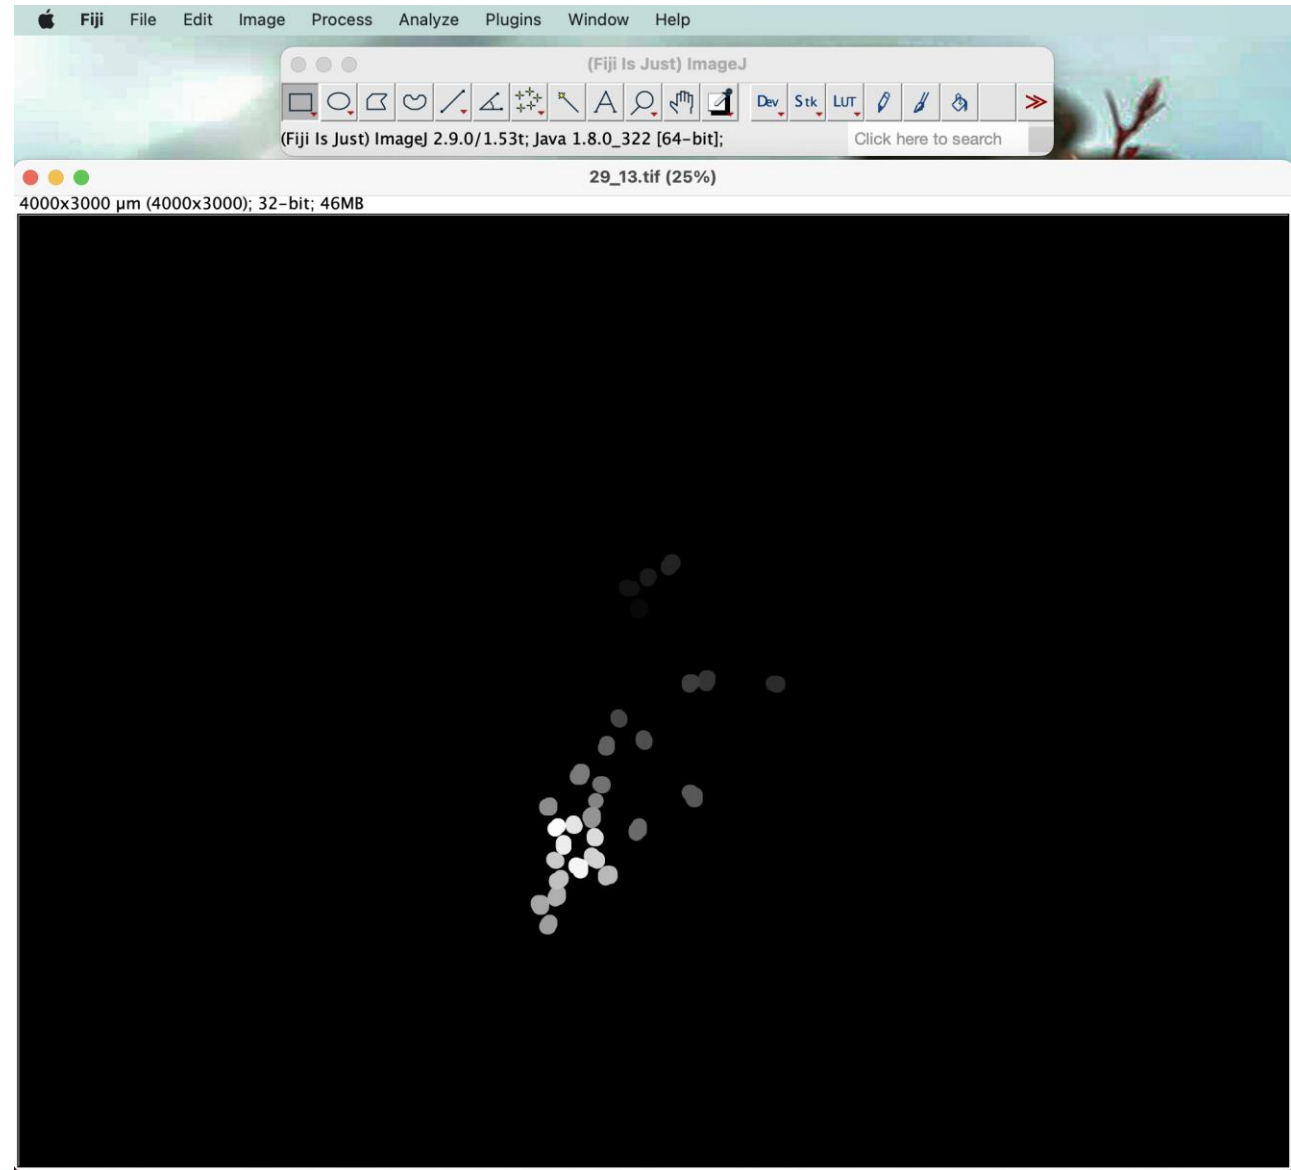 Fiji File Edit Image Process Analyze Plugins Window Help
(Fiji Is Just) ImageJ
A Dev Stk LUT
(Fiji Is Just) ImageJ 2.9.0/1.53t; Java 1.8.0_322 [64-bit]; Click here to search
29_13.tif (25%)
4000x3000 µm (4000x3000); 32-bit; 46MB